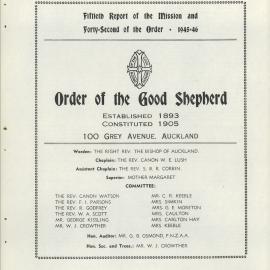 Fiftieth Report of the Mission and
Forty-Second of the Order • 1945-46
Order of the Good Shepherd
ESTABLISHED 1893
CONSTITUTED 1905
100 GREY AVENUE, AUCKLAND
Warden: THE RIGHT REV. THE BISHOP OF AUCKLAND.
Chaplain: THE REV. CANON W. E. LUSH
Assistant Chaplain: THE REV. S. R. R. CORBIN
Superior: MOTHER MARGARET
COMMITTEE:
THE REV. CANON WATSON
THE REV. F. I. PARSONS
THE REV. R. GODFREY
THE REV. W. A. SCOTT
MR. GEORGE KISSLING
MR. W. J. CROWTHER
MR. C. R. KEEBLE
MRS. SIMKIN
MRS. G. E. MORETON
MRS. CAULTON
MRS. CARLTON HAY
MRS. KEEBLE
Hon. Auditor: MR. G. B. OSMOND, F.N.Z.A.A.
Hon. Sec. and Treas.: MR. W. J. CROWTHER